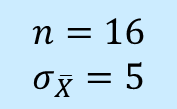 n = 16
σ_X̄ = 5